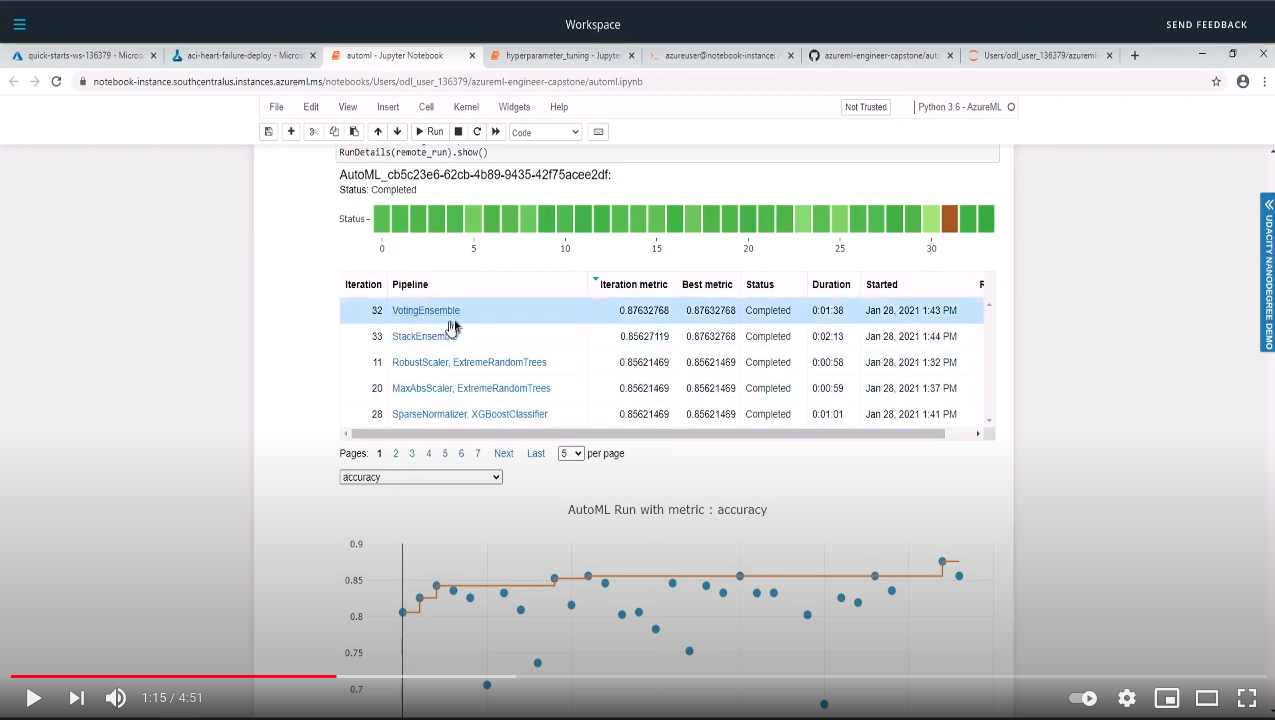 Workspace
SEND FEEDBACK
quick-starts-ws-136379 - Micros
aci-heart-failure-deploy - Micros
automl - Jupyter Notebook
hyperparameter_tuning - Jupyte
azureuser@notebook-instance:
azureml-engineer-capstone/auto
Users/odl_user_136379/azureml-
notebook-instance.southcentralus.instances.azureml.ms/notebooks/Users/odl_user_136379/azureml-engineer-capstone/automl.ipynb
File Edit View Insert Cell Kernel Widgets Help
Not Trusted
Python 3.6 - AzureML
Run
Code
RunDetails(remote_run).show()
AutoML_cb5c23e6-62cb-4b89-9435-42f75acee2df:
Status: Completed
Status
0 5 10 15 20 25 30
Iteration Pipeline Iteration metric Best metric Status Duration Started R
32 VotingEnsemble 0.87632768 0.87632768 Completed 0:01:38 Jan 28, 2021 1:43 PM
33 StackEnsemble 0.85627119 0.87632768 Completed 0:02:13 Jan 28, 2021 1:44 PM
11 RobustScaler, ExtremeRandomTrees 0.85621469 0.85621469 Completed 0:00:58 Jan 28, 2021 1:32 PM
20 MaxAbsScaler, ExtremeRandomTrees 0.85621469 0.85621469 Completed 0:00:59 Jan 28, 2021 1:37 PM
28 SparseNormalizer, XGBoostClassifier 0.85621469 0.85621469 Completed 0:01:01 Jan 28, 2021 1:41 PM
Pages: 1 2 3 4 5 6 7 Next Last 5 per page
accuracy
AutoML Run with metric : accuracy
0.9
0.85
0.8
0.75
0.7
UDACITY NANODEGREE DEMO
1:15 / 4:51